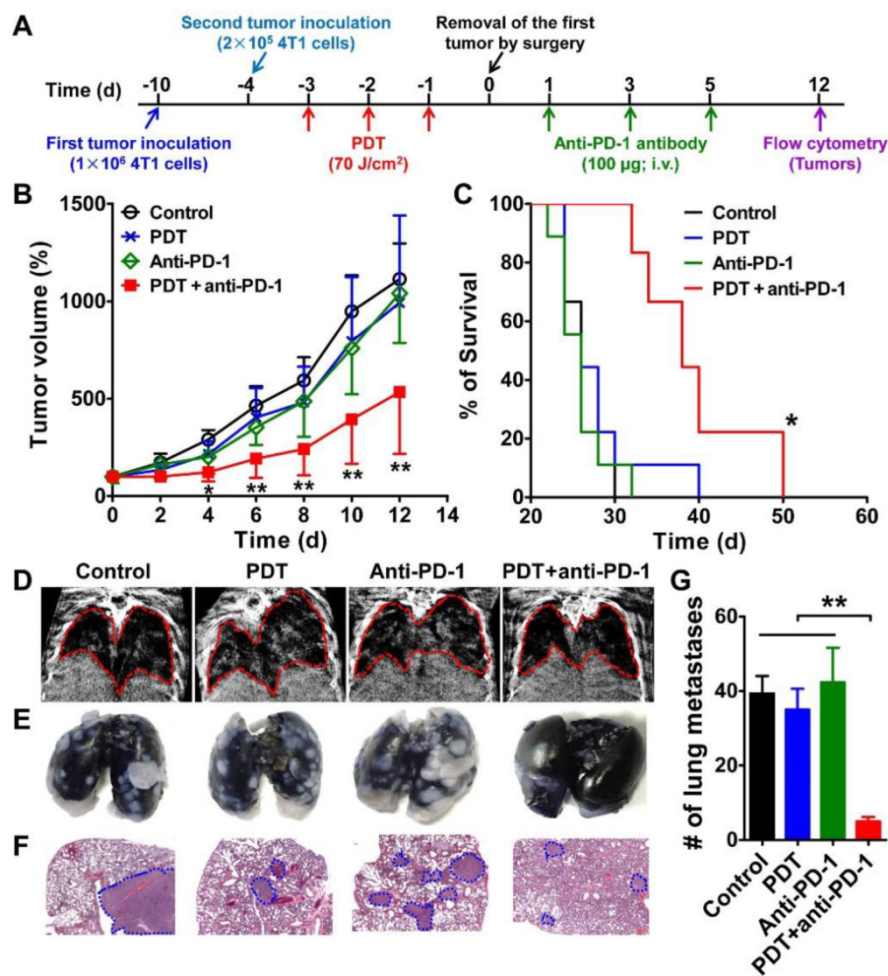 A
Second tumor inoculation
(2×10⁵ 4T1 cells)
Removal of the first
tumor by surgery
Time (d)
-10
-4
-3
-2
-1
0
1
3
5
12
First tumor inoculation
(1×10⁶ 4T1 cells)
PDT
(70 J/cm²)
Anti-PD-1 antibody
(100 µg; i.v.)
Flow cytometry
(Tumors)
B
Tumor volume (%)
1500
1000
500
0
Control
PDT
Anti-PD-1
PDT + anti-PD-1
*
**
**
**
**
0 2 4 6 8 10 12 14
Time (d)
C
% of Survival
100
80
60
40
20
0
Control
PDT
Anti-PD-1
PDT + anti-PD-1
*
20 30 40 50 60
Time (d)
D
Control
PDT
Anti-PD-1
PDT+anti-PD-1
E
F
G
# of lung metastases
60
40
20
0
**
Control
PDT
Anti-PD-1
PDT+anti-PD-1